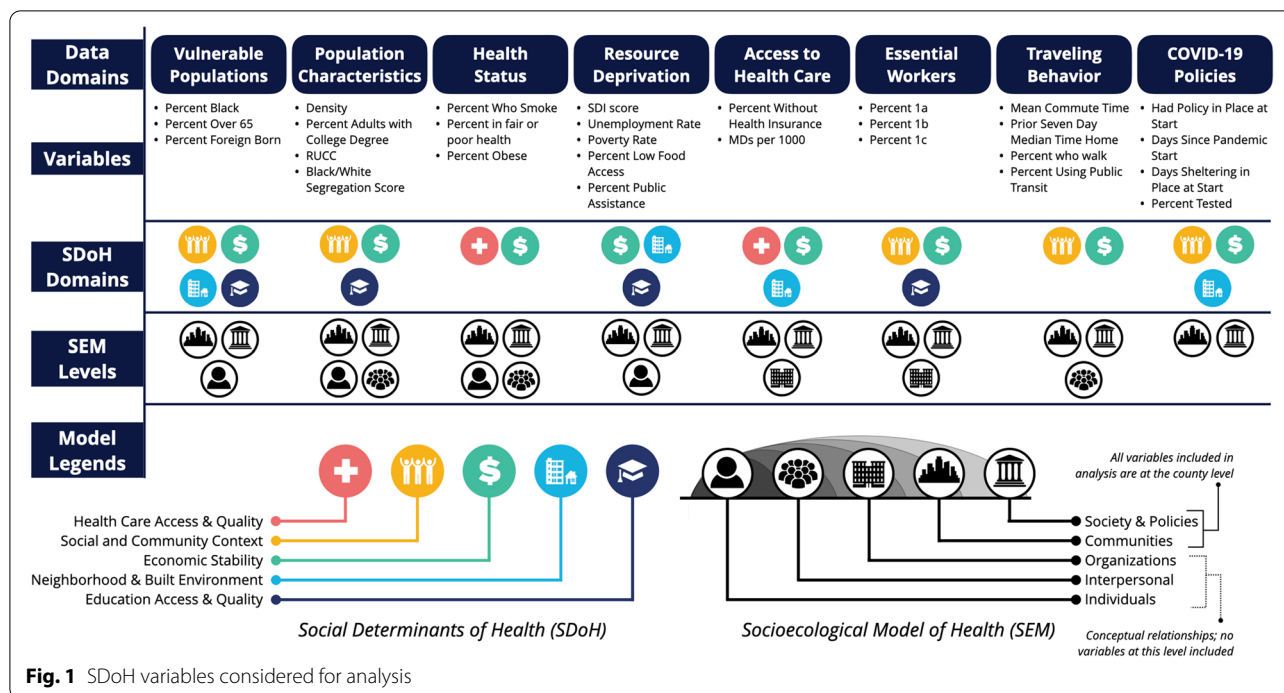 Data
Domains
Vulnerable
Populations
Population
Characteristics
Health
Status
Resource
Deprivation
Access to
Health Care
Essential
Workers
Traveling
Behavior
COVID-19
Policies
Variables
• Percent Black
• Percent Over 65
• Percent Foreign Born
• Density
• Percent Adults with
College Degree
• RUCC
• Black/White
Segregation Score
• Percent Who Smoke
• Percent in fair or
poor health
• Percent Obese
• SDI score
• Unemployment Rate
• Poverty Rate
• Percent Low Food
Access
• Percent Public
Assistance
• Percent Without
Health Insurance
• MDs per 1000
• Percent 1a
• Percent 1b
• Percent 1c
• Mean Commute Time
• Prior Seven Day
Median Time Home
• Percent who walk
• Percent Using Public
Transit
• Had Policy in Place at
Start
• Days Since Pandemic
Start
• Days Sheltering in
Place at Start
• Percent Tested
SDoH
Domains
SEM
Levels
Model
Legends
Health Care Access & Quality
Social and Community Context
Economic Stability
Neighborhood & Built Environment
Education Access & Quality
Social Determinants of Health (SDoH)
All variables included in
analysis are at the county level
Society & Policies
Communities
Organizations
Interpersonal
Individuals
Socioecological Model of Health (SEM)
Conceptual relationships; no
variables at this level included
Fig. 1 SDoH variables considered for analysis